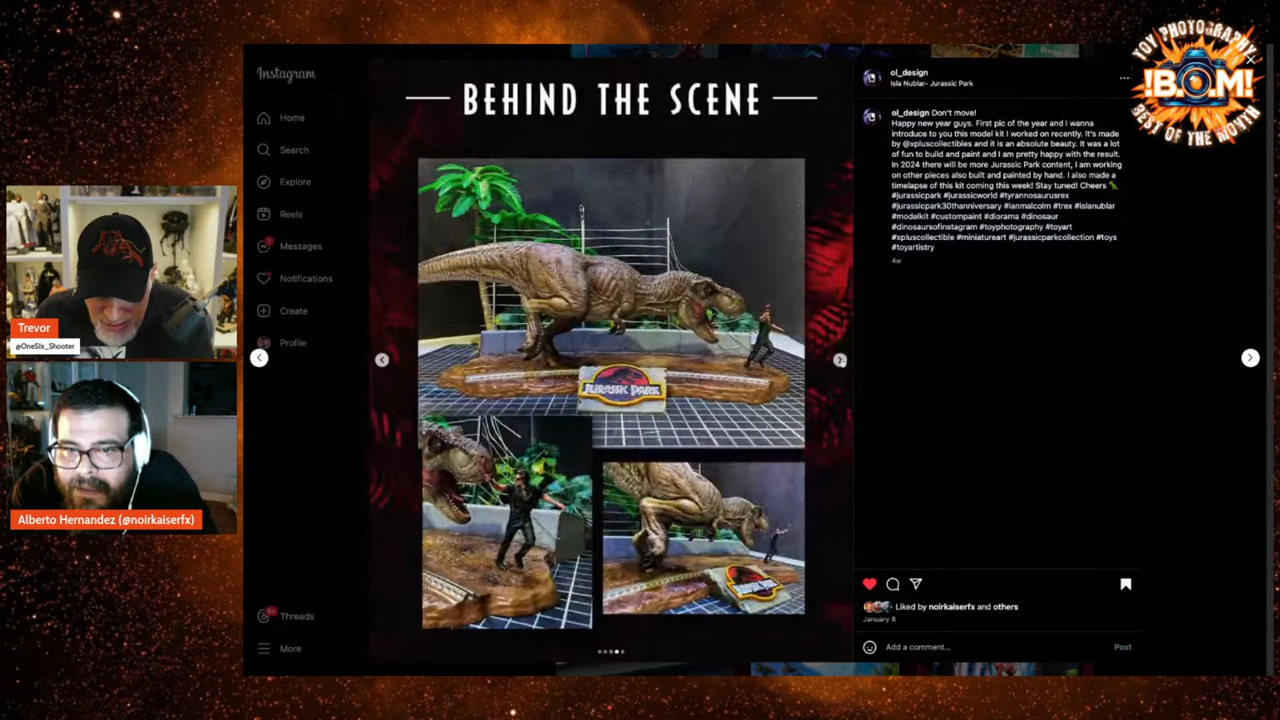 TOY PHOTOGRAPHY
!B.O.M!
BEST OF THE MONTH
Instagram
Home
Search
Explore
Reels
Messages
Notifications
Create
Profile
Threads
More
BEHIND THE SCENE
JURASSIC PARK
JURASSIC PARK
ol_design
Isla Nublar- Jurassic Park
ol_design Don't move!
Happy new year guys. First pic of the year and I wanna
introduce to you this model kit I worked on recently. It's made
by @xpluscollectibles and it is an absolute beauty. It was a lot
of fun to build and paint and I am pretty happy with the result.
In 2024 there will be more Jurassic Park content, I am working
on other pieces also built and painted by hand. I also made a
timelapse of this kit coming this week! Stay tuned! Cheers 🦖
#jurassicpark #jurassicworld #tyrannosaurusrex
#jurassicpark30thanniversary #ianmalcolm #trex #islanublar
#modelkit #custompaint #diorama #dinosaur
#dinosaursofinstagram #toyphotography #toyart
#xpluscollectible #miniatureart #jurassicparkcollection #toys
#toyartistry
4w
Liked by noirkaiserfx and others
January 8
Add a comment...
Post
Trevor
@OneSIx_Shooter
Alberto Hernandez (@noirkaiserfx)